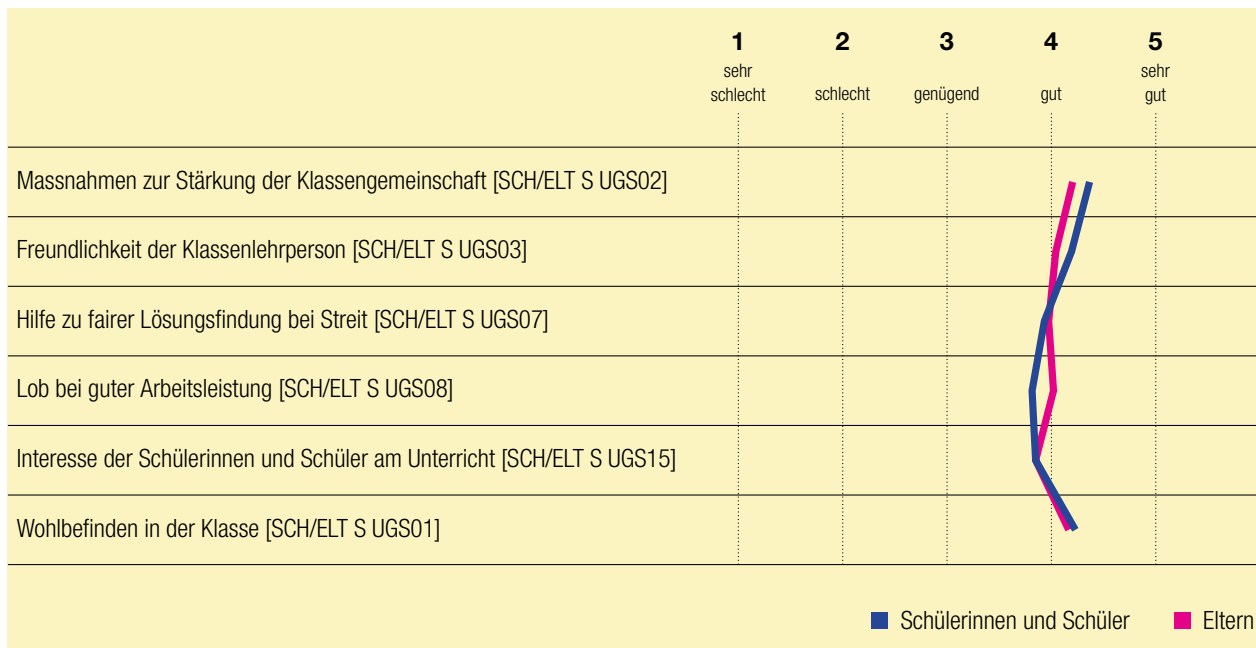 1 2 3 4 5
sehr schlecht schlecht genügend gut sehr gut
Massnahmen zur Stärkung der Klassengemeinschaft [SCH/ELT S UGS02]
Freundlichkeit der Klassenlehrperson [SCH/ELT S UGS03]
Hilfe zu fairer Lösungsfindung bei Streit [SCH/ELT S UGS07]
Lob bei guter Arbeitsleistung [SCH/ELT S UGS08]
Interesse der Schülerinnen und Schüler am Unterricht [SCH/ELT S UGS15]
Wohlbefinden in der Klasse [SCH/ELT S UGS01]
Schülerinnen und Schüler Eltern